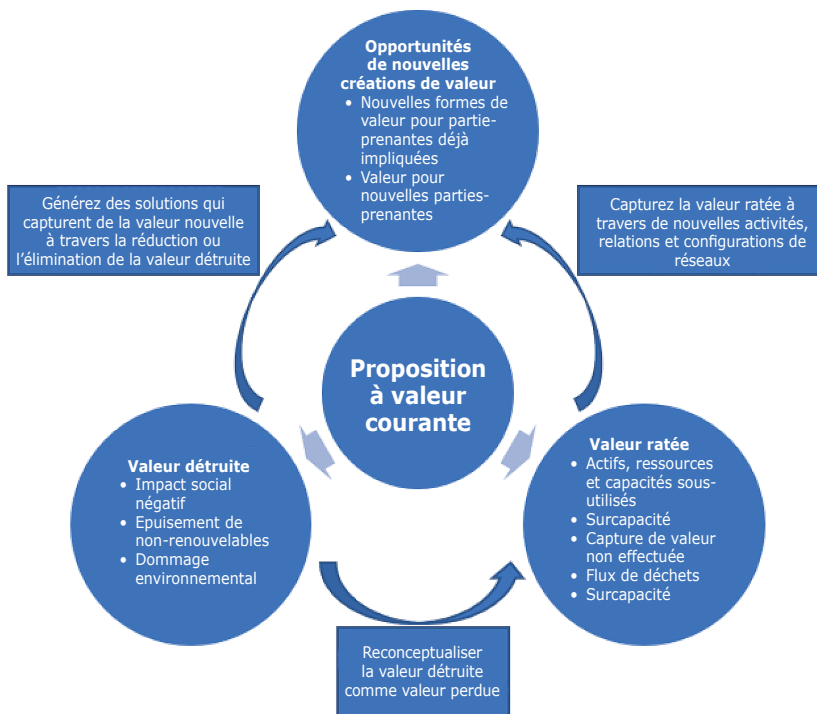 Opportunités
de nouvelles
créations de valeur
• Nouvelles formes de
valeur pour partie-
prenantes déjà
impliquées
• Valeur pour
nouvelles parties-
prenantes
Générez des solutions qui
capturent de la valeur nouvelle
à travers la réduction ou
l’élimination de la valeur détruite
Capturez la valeur ratée à
travers de nouvelles activités,
relations et configurations de
réseaux
Proposition
à valeur
courante
Valeur détruite
• Impact social
négatif
• Epuisement de
non-renouvelables
• Dommage
environnemental
Valeur ratée
• Actifs, ressources
et capacités sous-
utilisés
• Surcapacité
• Capture de valeur
non effectuée
• Flux de déchets
• Surcapacité
Reconceptualiser
la valeur détruite
comme valeur perdue